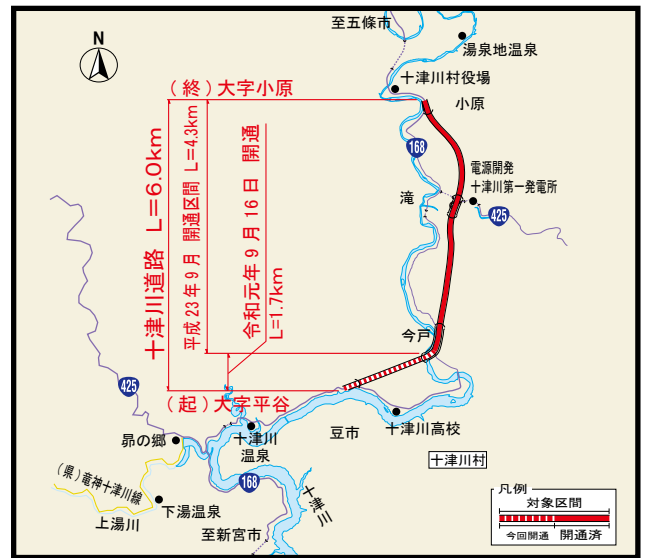 至五條市
湯泉地温泉
N
十津川村役場
(終)大字小原
小原
168
電源開発
十津川第一発電所
滝
425
十津川道路 L=6.0km
平成23年9月 開通区間 L=4.3km
令和元年9月16日 開通
L=1.7km
今戸
425
(起)大字平谷
昴の郷
十津川
温泉
豆市
十津川高校
十津川村
(県)竜神十津川線
168
十津川
下湯温泉
上湯川
至新宮市
凡例
対象区間
今回開通
開通済